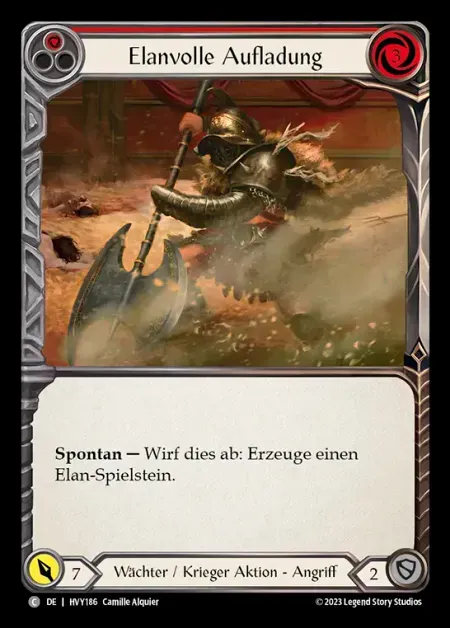 Elanvolle Aufladung
3
Spontan — Wirf dies ab: Erzeuge einen
Elan-Spielstein.
7
Wächter / Krieger Aktion - Angriff
2
C DE | HVY186 Camille Alquier
© 2023 Legend Story Studios